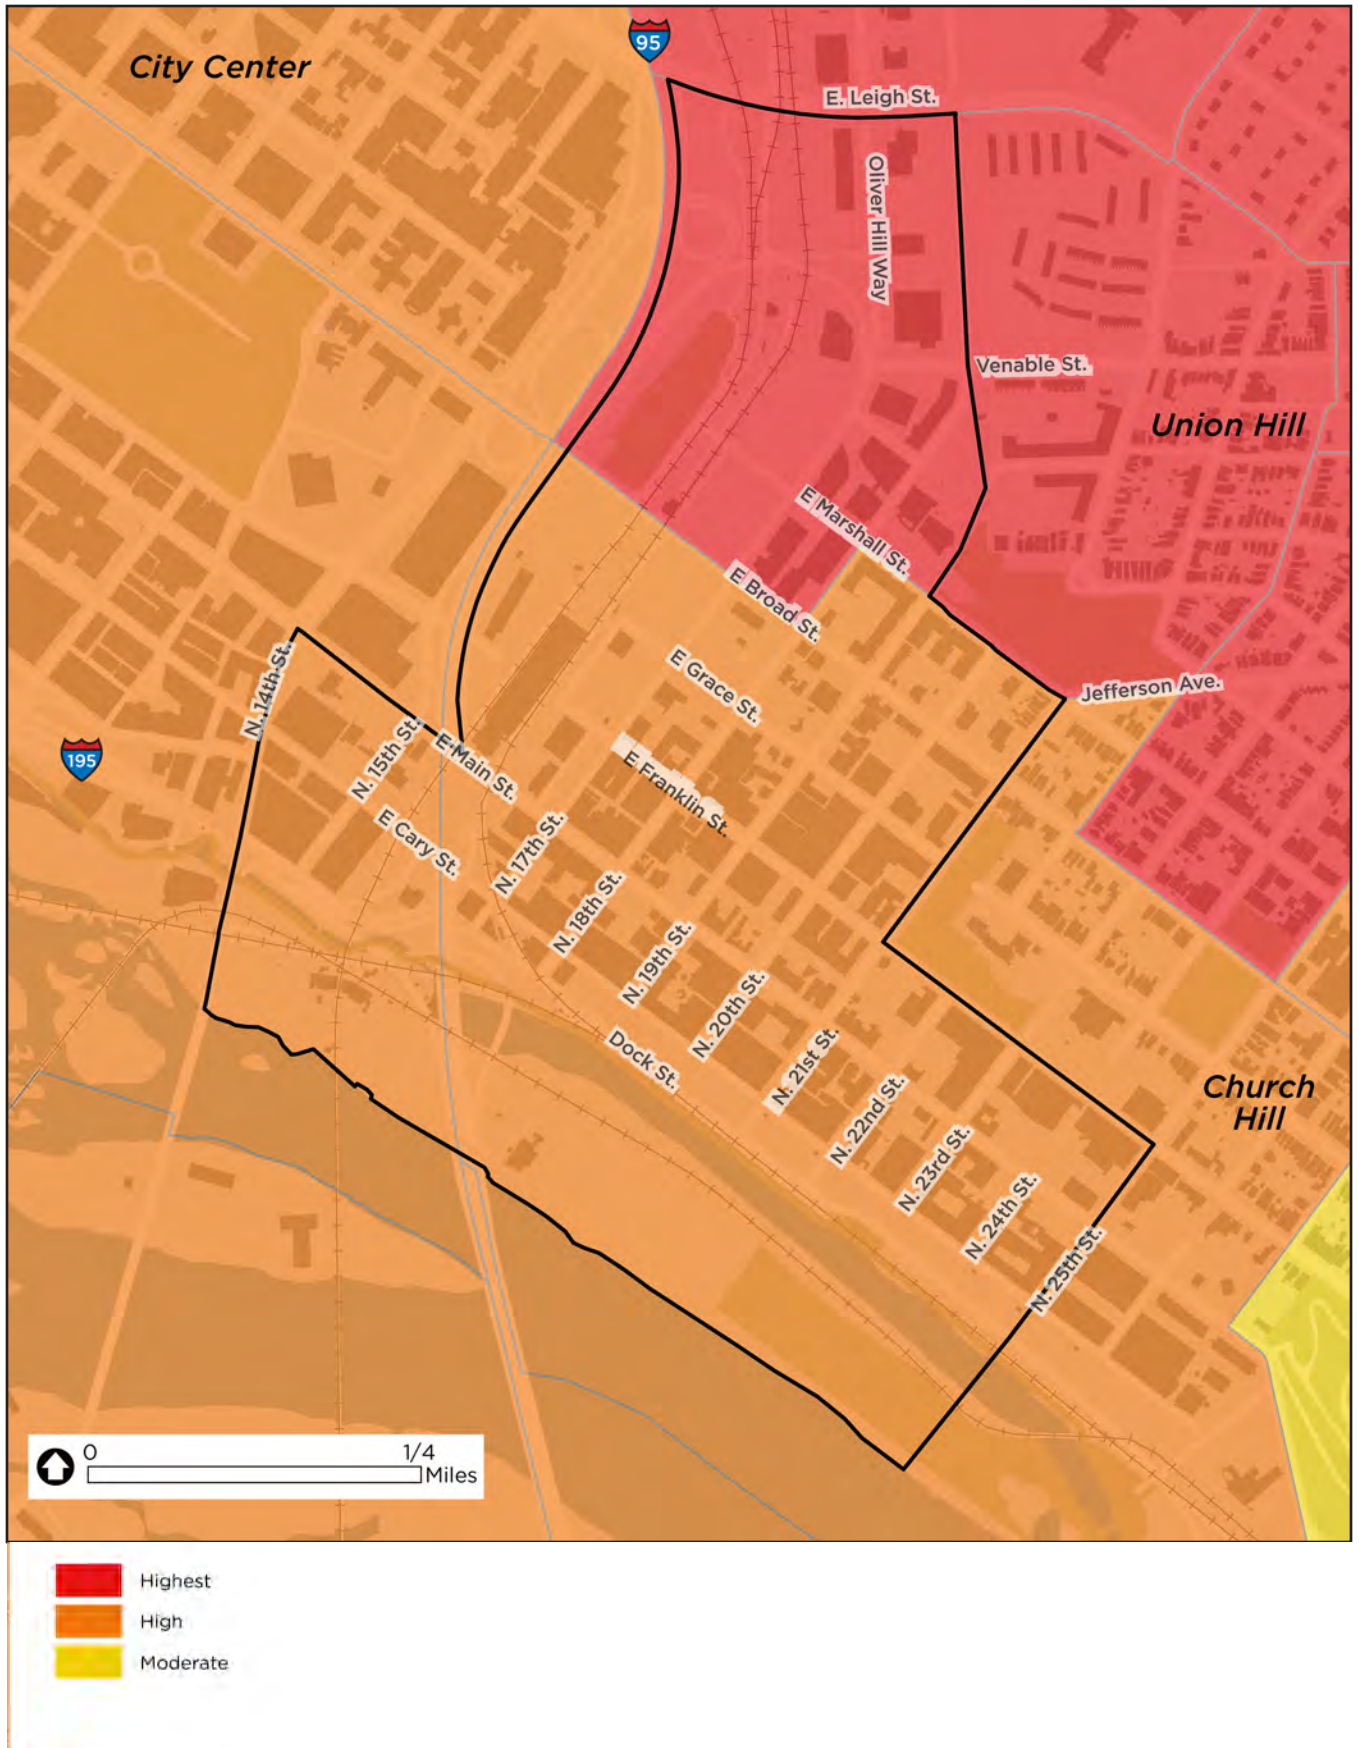 95
City Center
E. Leigh St.
Oliver Hill Way
Venable St.
Union Hill
E Marshall St.
E Broad St.
E Grace St.
Jefferson Ave.
N. 14th St.
195
N. 15th St.
E Main St.
E Franklin St.
E Cary St.
N. 17th St.
N. 18th St.
N. 19th St.
N. 20th St.
Dock St.
N. 21st St.
N. 22nd St.
N. 23rd St.
N. 24th St.
N. 25th St.
Church
Hill
0 1/4
Miles
Highest
High
Moderate